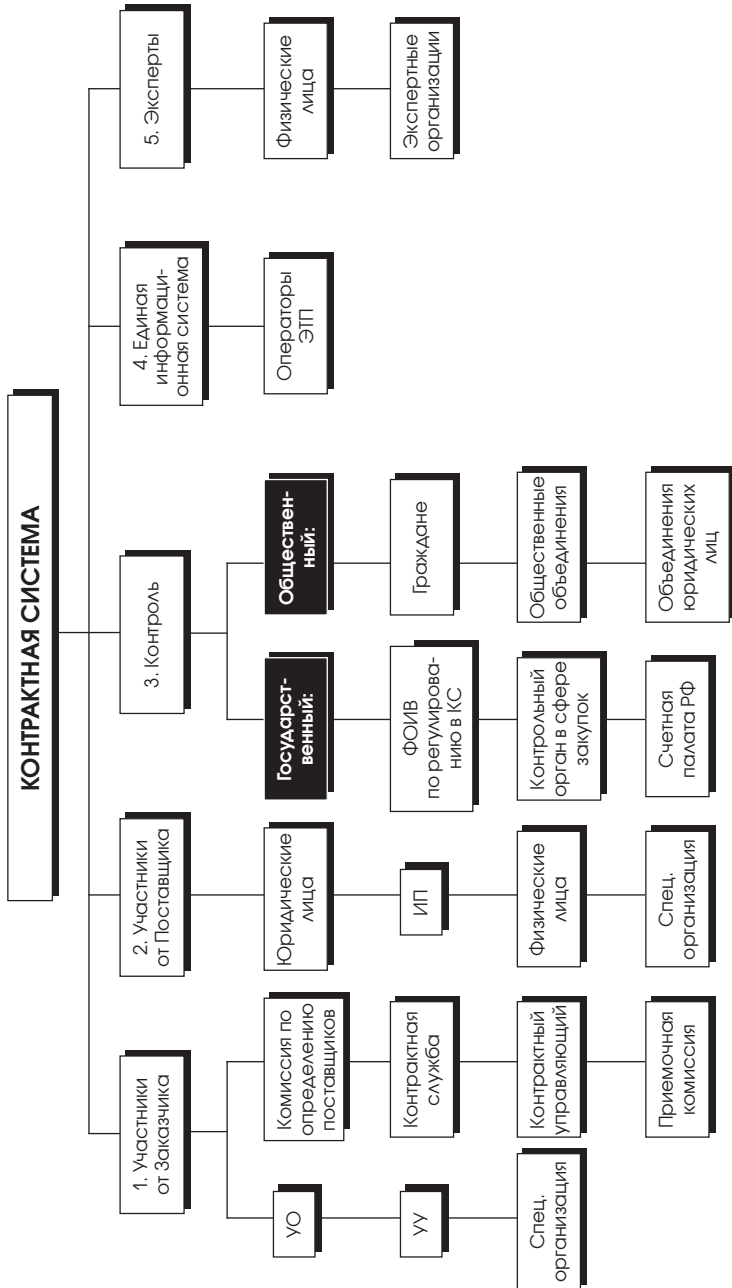 КОНТРАКТНАЯ СИСТЕМА
1. Участники
от Заказчика
УО
УУ
Спец.
организация
Комиссия по
определению
поставщиков
Контрактная
служба
Контрактный
управляющий
Приемочная
комиссия
2. Участники
от Поставщика
Юридические
лица
ИП
Физические
лица
Спец.
организация
3. Контроль
Государст-
венный:
ФОИВ
по регулирова-
нию в КС
Контрольный
орган в сфере
закупок
Счетная
палата РФ
Обществен-
ный:
Граждане
Общественные
объединения
Объединения
юридических
лиц
4. Единая
информаци-
онная система
Операторы
ЭТП
5. Эксперты
Физические
лица
Экспертные
организации